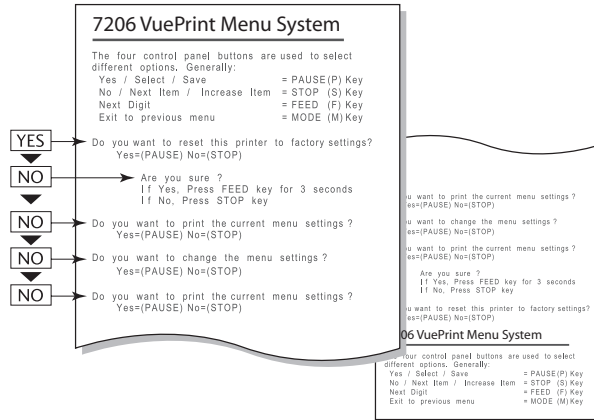 7206 VuePrint Menu System
The four control panel buttons are used to select
different options. Generally:
Yes / Select / Save = PAUSE(P) Key
No / Next Item / Increase Item = STOP (S) Key
Next Digit = FEED (F) Key
Exit to previous menu = MODE (M) Key
YES
Do you want to reset this printer to factory settings?
Yes=(PAUSE) No=(STOP)
NO
Are you sure ?
If Yes, Press FEED key for 3 seconds
If No, Press STOP key
NO
Do you want to print the current menu settings ?
Yes=(PAUSE) No=(STOP)
NO
Do you want to change the menu settings ?
Yes=(PAUSE) No=(STOP)
NO
Do you want to print the current menu settings ?
Yes=(PAUSE) No=(STOP)
want to print the current menu settings ?
No=(STOP)
want to change the menu settings ?
No=(STOP)
want to print the current menu settings ?
No=(STOP)
Are you sure ?
If Yes, Press FEED key for 3 seconds
If No, Press STOP key
want to reset this printer to factory settings?
No=(STOP)
06 VuePrint Menu System
four control panel buttons are used to select
different options. Generally:
Yes / Select / Save = PAUSE(P) Key
No / Next Item / Increase Item = STOP (S) Key
Next Digit = FEED (F) Key
Exit to previous menu = MODE (M) Key